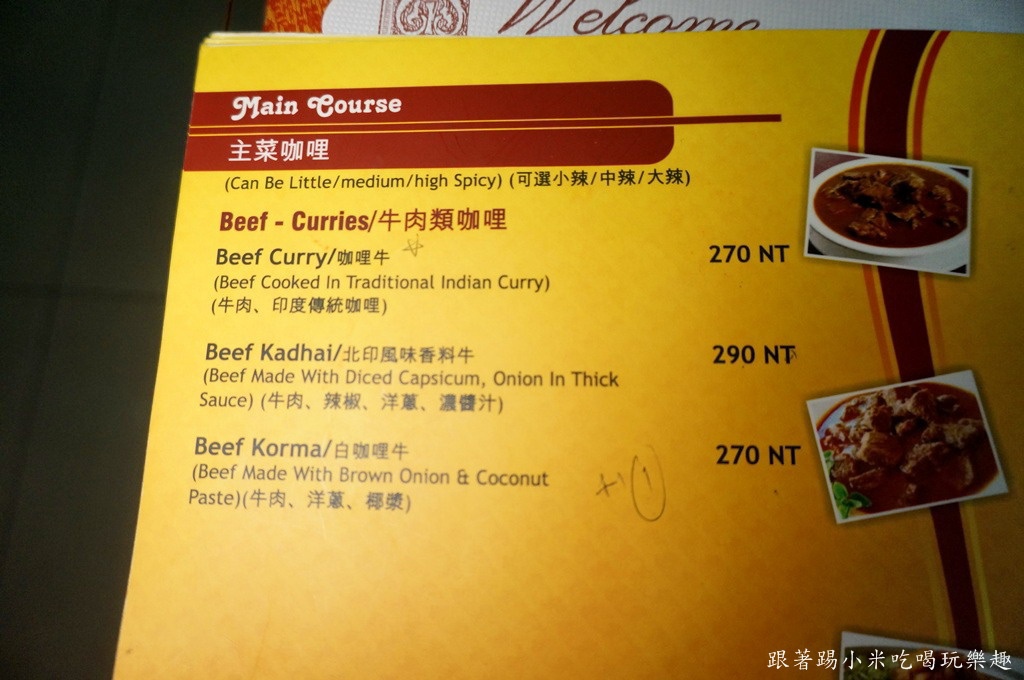 Welcome
Main Course
主菜咖哩
(Can Be Little/medium/high Spicy) (可選小辣/中辣/大辣)
Beef - Curries/牛肉類咖哩
Beef Curry/咖哩牛 270 NT
(Beef Cooked In Traditional Indian Curry)
(牛肉、印度傳統咖哩)
Beef Kadhai/北印風味香料牛 290 NT
(Beef Made With Diced Capsicum, Onion In Thick
Sauce) (牛肉、辣椒、洋蔥、濃醬汁)
Beef Korma/白咖哩牛 270 NT
(Beef Made With Brown Onion & Coconut
Paste)(牛肉、洋蔥、椰漿)
跟著踢小米吃喝玩樂趣